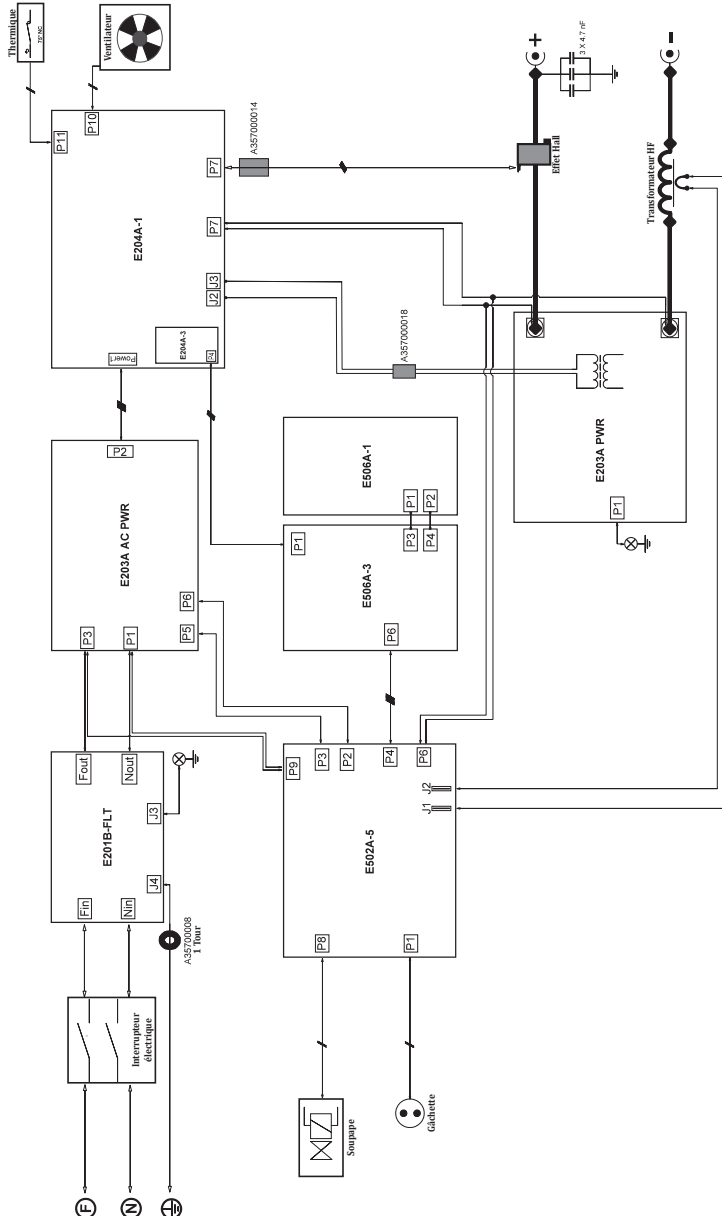 Thermique
75° NC.
Ventilateur
P11
P10
A357000014
P7
Effet Hall
3 X 4.7 nF
+
-
Transformateur HF
E204A-1
P7
J3
J2
E204A-3
P4
Power1
A357000018
P2
E203A AC PWR
P6
P5
P3
P1
E506A-1
P1
P2
P3
P4
P1
E506A-3
P6
E203A PWR
P1
Fout
Nout
E201B-FLT
J3
J4
Fin
Nin
A35700008
1 Tour
P9
P3
P2
P4
P6
J2
J1
E502A-5
P8
P1
Interrupteur
électrique
Soupape
Gâchette
F
N